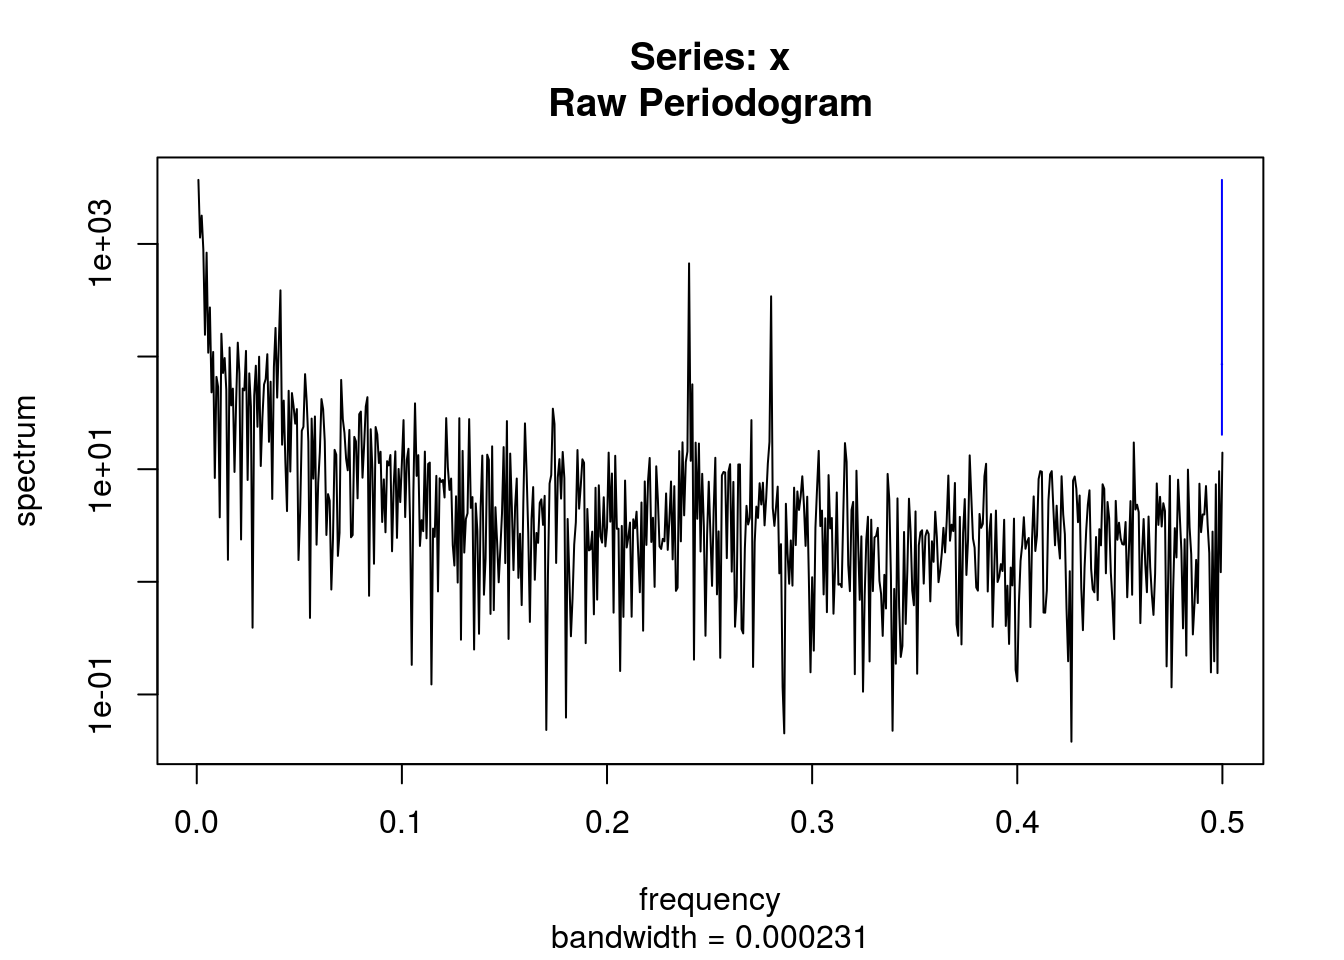 Series: x
Raw Periodogram
spectrum
1e+03
1e+01
1e-01
0.0 0.1 0.2 0.3 0.4 0.5
frequency
bandwidth = 0.000231